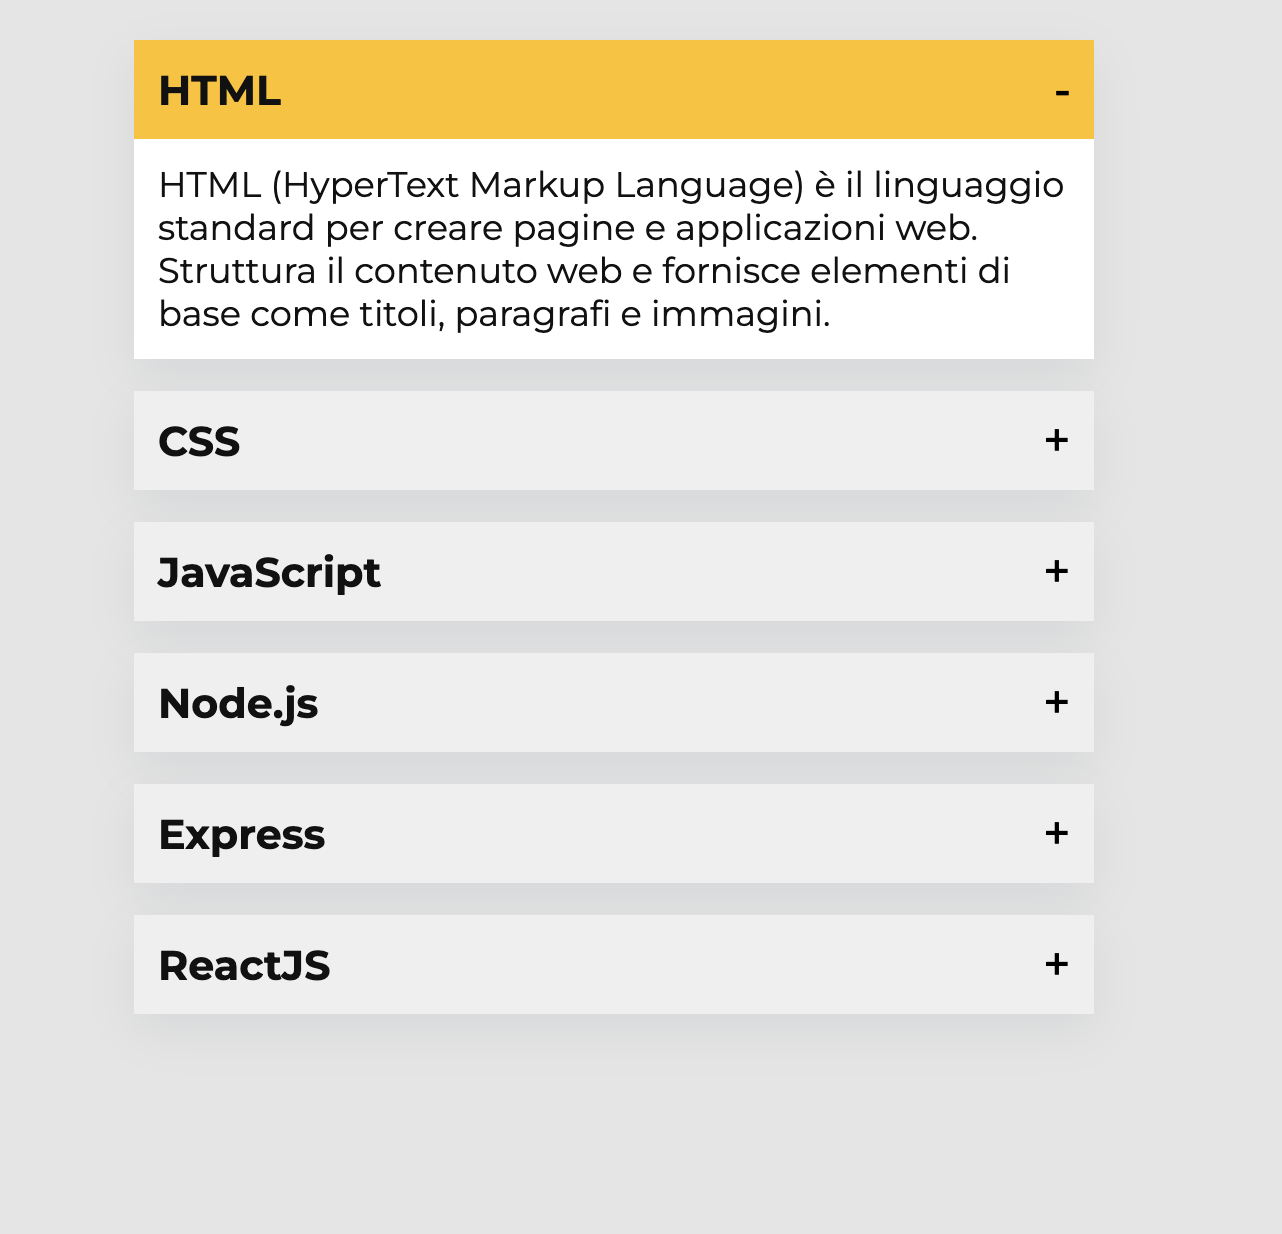 HTML -
HTML (HyperText Markup Language) è il linguaggio
standard per creare pagine e applicazioni web.
Struttura il contenuto web e fornisce elementi di
base come titoli, paragrafi e immagini.
CSS +
JavaScript +
Node.js +
Express +
ReactJS +